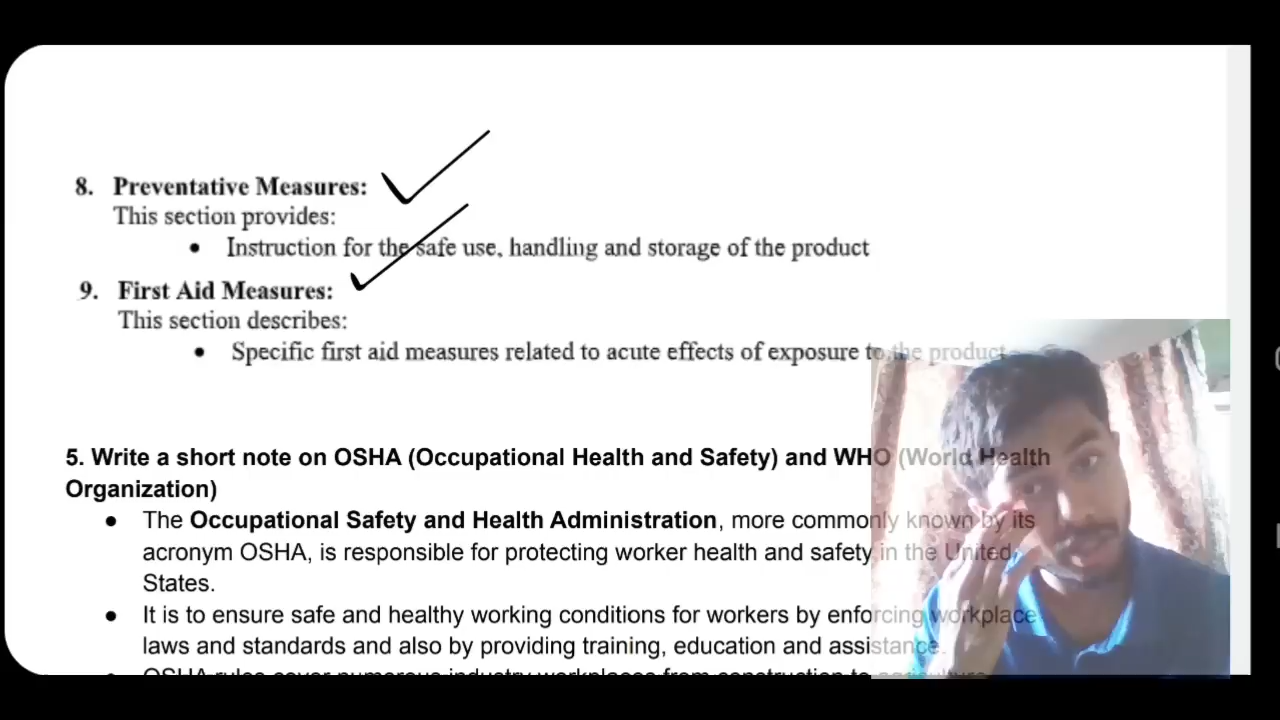 8. Preventative Measures:
This section provides:
• Instruction for the safe use, handling and storage of the product
9. First Aid Measures:
This section describes:
• Specific first aid measures related to acute effects of exposure to the product
5. Write a short note on OSHA (Occupational Health and Safety) and WHO (World Health
Organization)
• The Occupational Safety and Health Administration, more commonly known by its
acronym OSHA, is responsible for protecting worker health and safety in the United
States.
• It is to ensure safe and healthy working conditions for workers by enforcing workplace
laws and standards and also by providing training, education and assistance.
• OSHA rules cover numerous industry workplaces from construction to agriculture